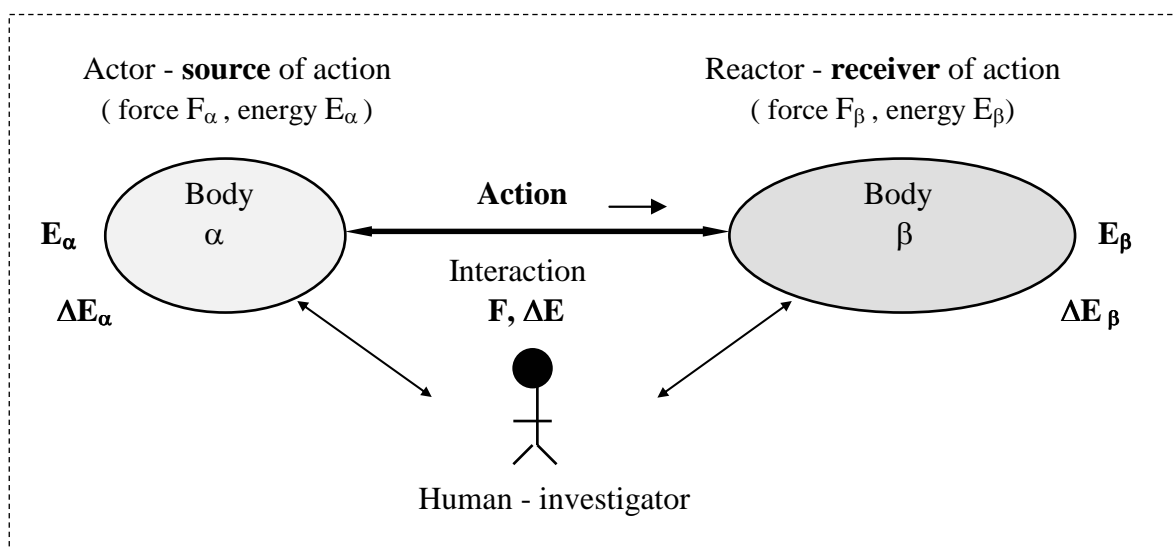 Actor - source of action
( force Fα , energy Eα )
Reactor - receiver of action
( force Fβ , energy Eβ)
Body
α
Action
Body
β
Eα
Eβ
Interaction
F, ΔE
ΔEα
ΔE β
Human - investigator